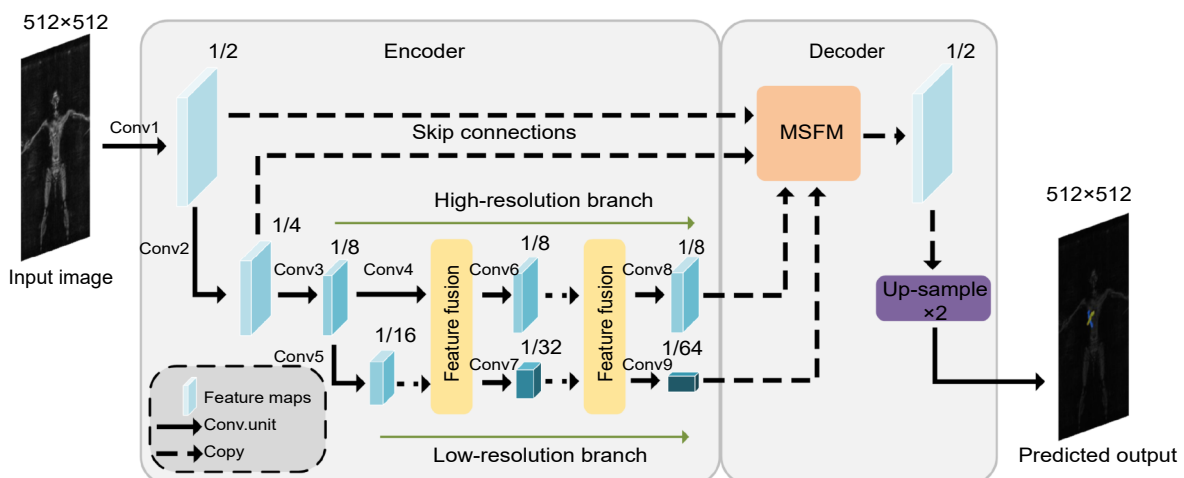 512×512
Input image
Conv1
Encoder
1/2
Skip connections
Conv2
1/4
High-resolution branch
Conv3
1/8
Conv4
Feature fusion
Conv6
1/8
Feature fusion
Conv8
1/8
Conv5
1/16
Conv7
1/32
Conv9
1/64
Low-resolution branch
Feature maps
Conv.unit
Copy
Decoder
MSFM
1/2
Up-sample
×2
512×512
Predicted output